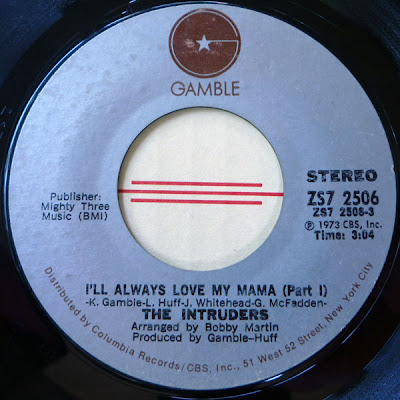 GAMBLE
STEREO
ZS7 2506
ZS7 2506-3
Ⓟ 1973 CBS, Inc.
Time: 3:04
Publisher:
Mighty Three
Music (BMI)
I'LL ALWAYS LOVE MY MAMA (Part I)
-K. Gamble-L. Huff-J. Whitehead-G. McFadden-
THE INTRUDERS
Arranged by Bobby Martin
Produced by Gamble-Huff
Distributed by Columbia Records/CBS, Inc., 51 West 52 Street, New York City